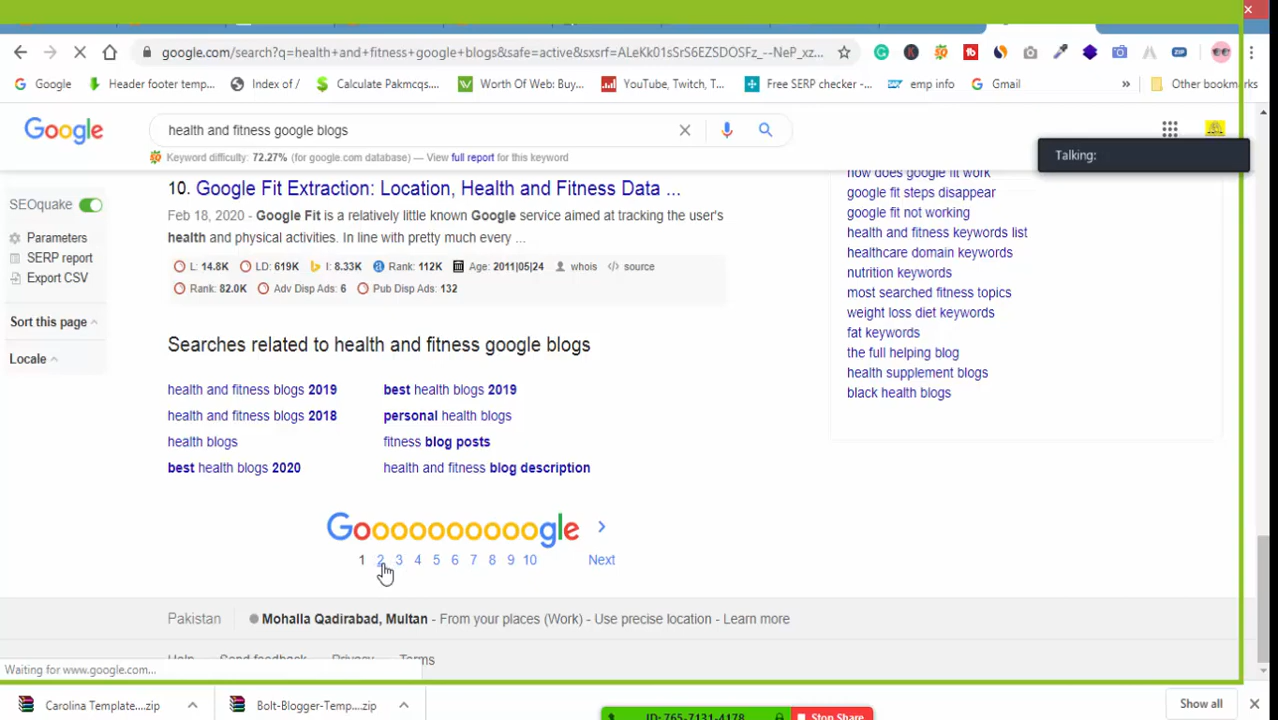 google.com/search?q=health+and+fitness+google+blogs&safe=active&sxsrf=ALeKk01sSrS6EZSDOSFz_--NeP_xz...
Google
Header footer temp...
Index of /
Calculate Pakmcqs...
Worth Of Web: Buy...
YouTube, Twitch, T...
Free SERP checker -...
emp info
Gmail
»
Other bookmarks
Google
health and fitness google blogs
Keyword difficulty: 72.27% (for google.com database) — View full report for this keyword
Talking:
SEOquake
Parameters
SERP report
Export CSV
Sort this page
Locale
10. Google Fit Extraction: Location, Health and Fitness Data ...
Feb 18, 2020 - Google Fit is a relatively little known Google service aimed at tracking the user's
health and physical activities. In line with pretty much every ...
L: 14.8K LD: 619K I: 8.33K Rank: 112K Age: 2011|05|24 whois </> source
Rank: 82.0K Adv Disp Ads: 6 Pub Disp Ads: 132
how does google fit work
google fit steps disappear
google fit not working
health and fitness keywords list
healthcare domain keywords
nutrition keywords
most searched fitness topics
weight loss diet keywords
fat keywords
the full helping blog
health supplement blogs
black health blogs
Searches related to health and fitness google blogs
health and fitness blogs 2019
best health blogs 2019
health and fitness blogs 2018
personal health blogs
health blogs
fitness blog posts
best health blogs 2020
health and fitness blog description
Goooooooooogle >
1 2 3 4 5 6 7 8 9 10 Next
Pakistan
Mohalla Qadirabad, Multan - From your places (Work) - Use precise location - Learn more
Help Send feedback Privacy Terms
Waiting for www.google.com...
Carolina Template....zip
Bolt-Blogger-Temp....zip
Show all
ID: 765-7131-4178
Stop Share